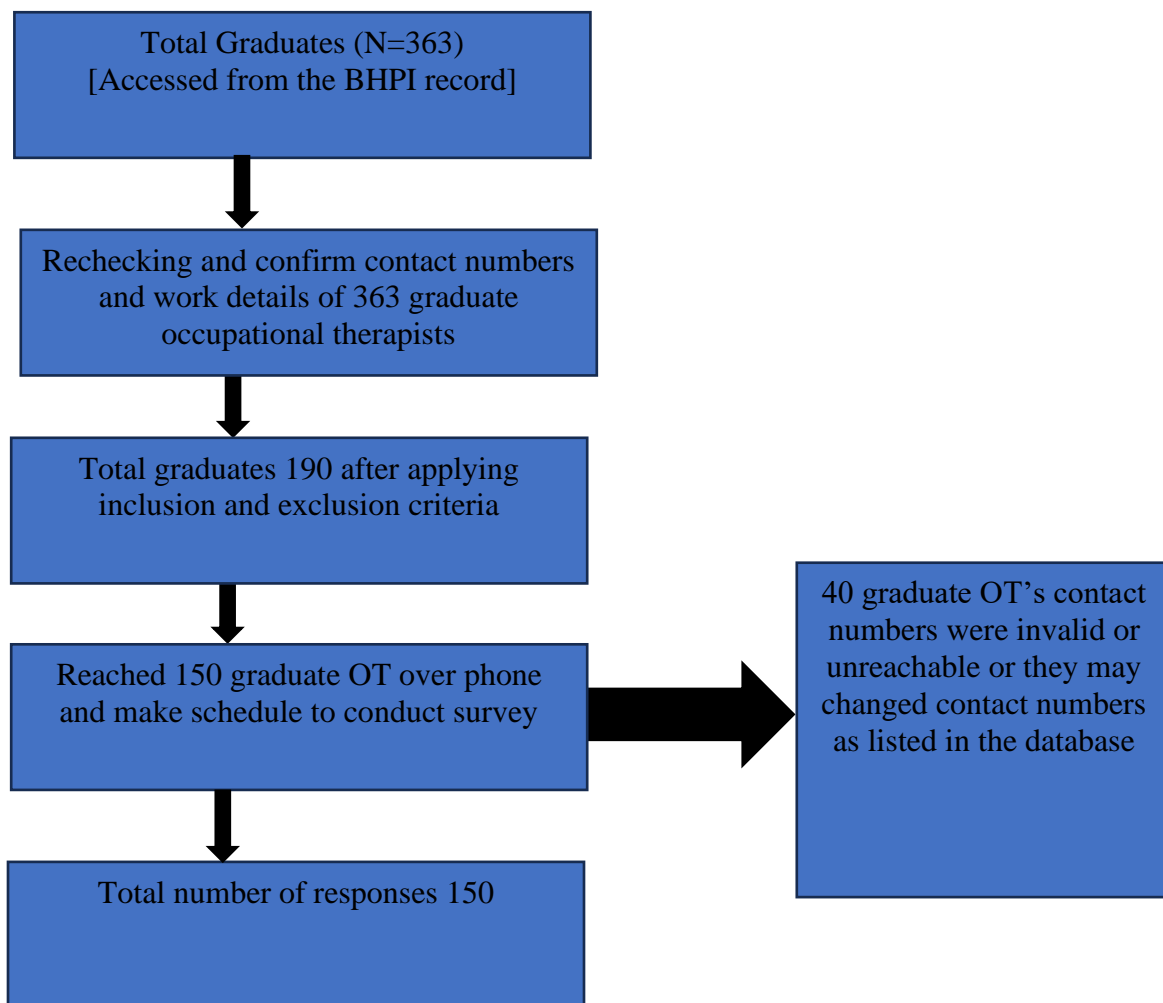 Total Graduates (N=363)
[Accessed from the BHPI record]
Rechecking and confirm contact numbers
and work details of 363 graduate
occupational therapists
Total graduates 190 after applying
inclusion and exclusion criteria
Reached 150 graduate OT over phone
and make schedule to conduct survey
40 graduate OT’s contact
numbers were invalid or
unreachable or they may
changed contact numbers
as listed in the database
Total number of responses 150